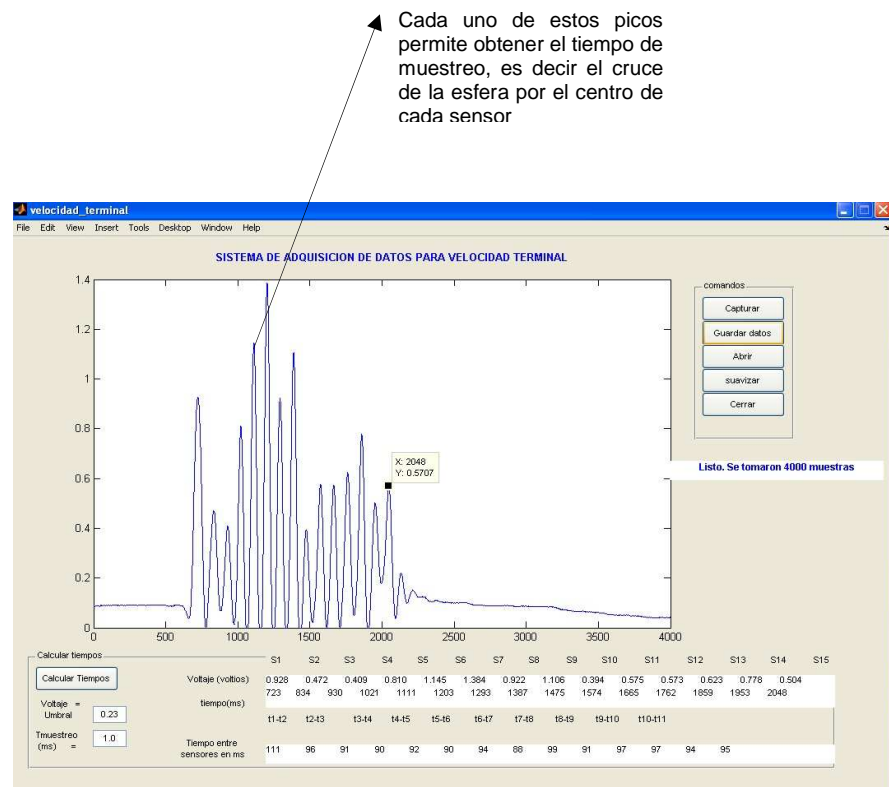 Cada uno de estos picos
permite obtener el tiempo de
muestreo, es decir el cruce
de la esfera por el centro de
cada sensor
velocidad_terminal
File Edit View Insert Tools Desktop Window Help
SISTEMA DE ADQUISICION DE DATOS PARA VELOCIDAD TERMINAL
1.4
1.2
1
0.8
0.6
0.4
0.2
0
0 500 1000 1500 2000 2500 3000 3500 4000
X: 2048
Y: 0.5707
comandos
Capturar
Guardar datos
Abrir
suavizar
Cerrar
Listo. Se tomaron 4000 muestras
Calcular tiempos
Calcular Tiempos
Voltaje =
Umbral 0.23
Tmuestreo
(ms) = 1.0
S1 S2 S3 S4 S5 S6 S7 S8 S9 S10 S11 S12 S13 S14 S15
Voltaje (voltios) 0.928 0.472 0.409 0.810 1.145 1.384 0.922 1.106 0.394 0.575 0.573 0.623 0.778 0.504
tiempo(ms) 723 834 930 1021 1111 1203 1293 1387 1475 1574 1665 1762 1859 1953 2048
t1-t2 t2-t3 t3-t4 t4-t5 t5-t6 t6-t7 t7-t8 t8-t9 t9-t10 t10-t11
Tiempo entre
sensores en ms 111 96 91 90 92 90 94 88 99 91 97 97 94 95